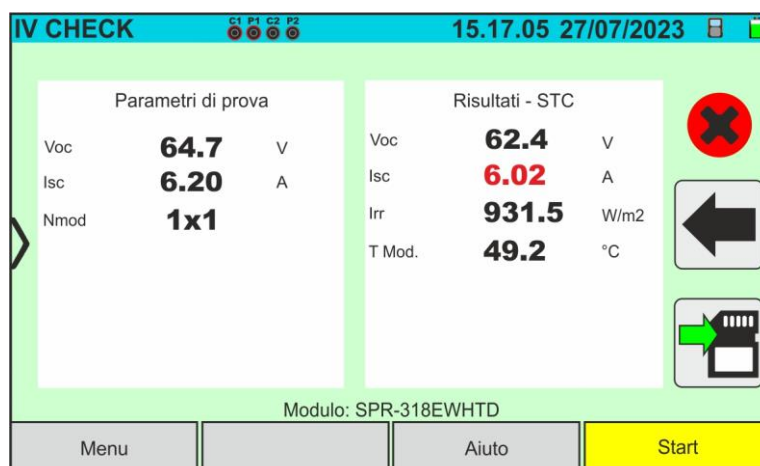 IV CHECK C1 P1 C2 P2 15.17.05 27/07/2023
Parametri di prova
Voc 64.7 V
Isc 6.20 A
Nmod 1x1
Risultati - STC
Voc 62.4 V
Isc 6.02 A
Irr 931.5 W/m2
T Mod. 49.2 °C
Modulo: SPR-318EWHTD
Menu Aiuto Start